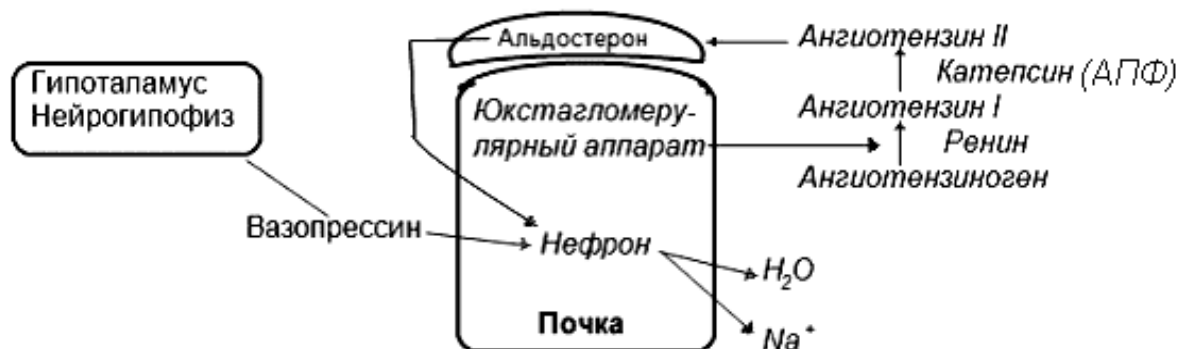 Альдостерон
Ангиотензин II
Катепсин (АПФ)
Гипоталамус
Нейрогипофиз
Юкстагломеру-
лярный аппарат
Ангиотензин I
Ренин
Ангиотензиноген
Вазопрессин
Нефрон
H₂O
Почка
Na⁺